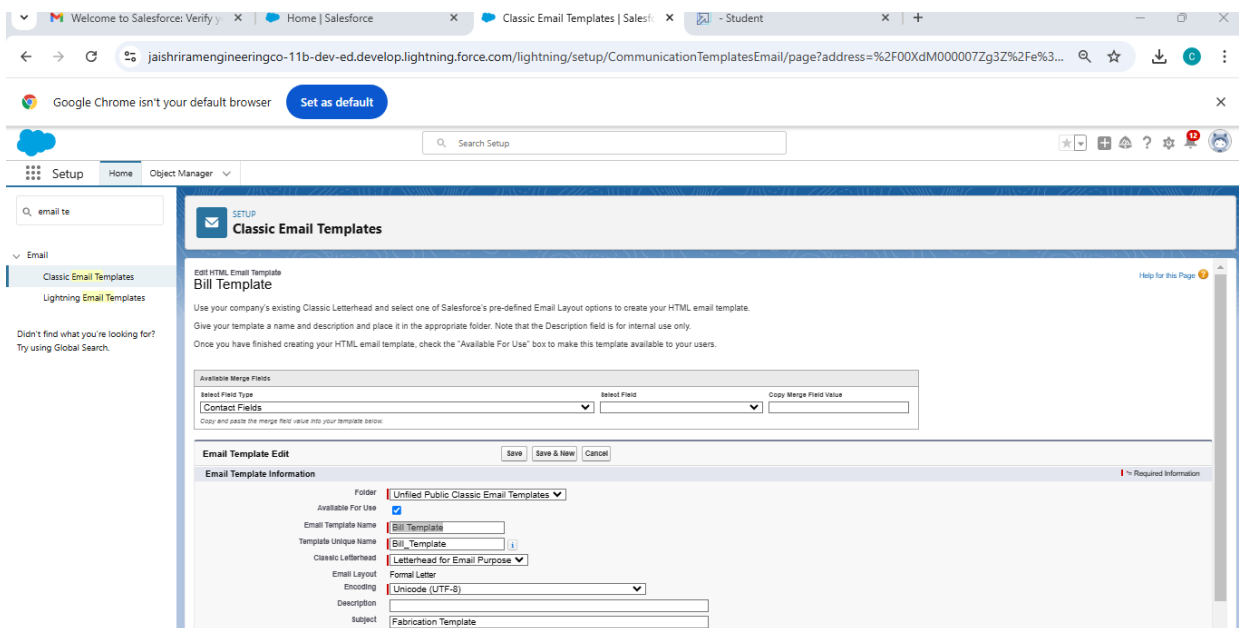 Welcome to Salesforce: Verify y
Home | Salesforce
Classic Email Templates | Salesf
- Student
jaishriramengineeringco-11b-dev-ed.develop.lightning.force.com/lightning/setup/CommunicationTemplatesEmail/page?address=%2F00XdM000007Zg3Z%2Fe%3...
C
Google Chrome isn't your default browser
Set as default
Search Setup
12
Setup
Home
Object Manager
email te
Email
Classic Email Templates
Lightning Email Templates
Didn't find what you're looking for?
Try using Global Search.
SETUP
Classic Email Templates
Edit HTML Email Template
Bill Template
Help for this Page
Use your company's existing Classic Letterhead and select one of Salesforce's pre-defined Email Layout options to create your HTML email template.
Give your template a name and description and place it in the appropriate folder. Note that the Description field is for internal use only.
Once you have finished creating your HTML email template, check the "Available For Use" box to make this template available to your users.
Available Merge Fields
Select Field Type
Select Field
Copy Merge Field Value
Contact Fields
Copy and paste the merge field value into your template below.
Email Template Edit
Save
Save & New
Cancel
Email Template Information
= Required Information
Folder
Unfiled Public Classic Email Templates
Available For Use
Email Template Name
Bill Template
Template Unique Name
Bill_Template
Classic Letterhead
Letterhead for Email Purpose
Email Layout
Formal Letter
Encoding
Unicode (UTF-8)
Description
Subject
Fabrication Template